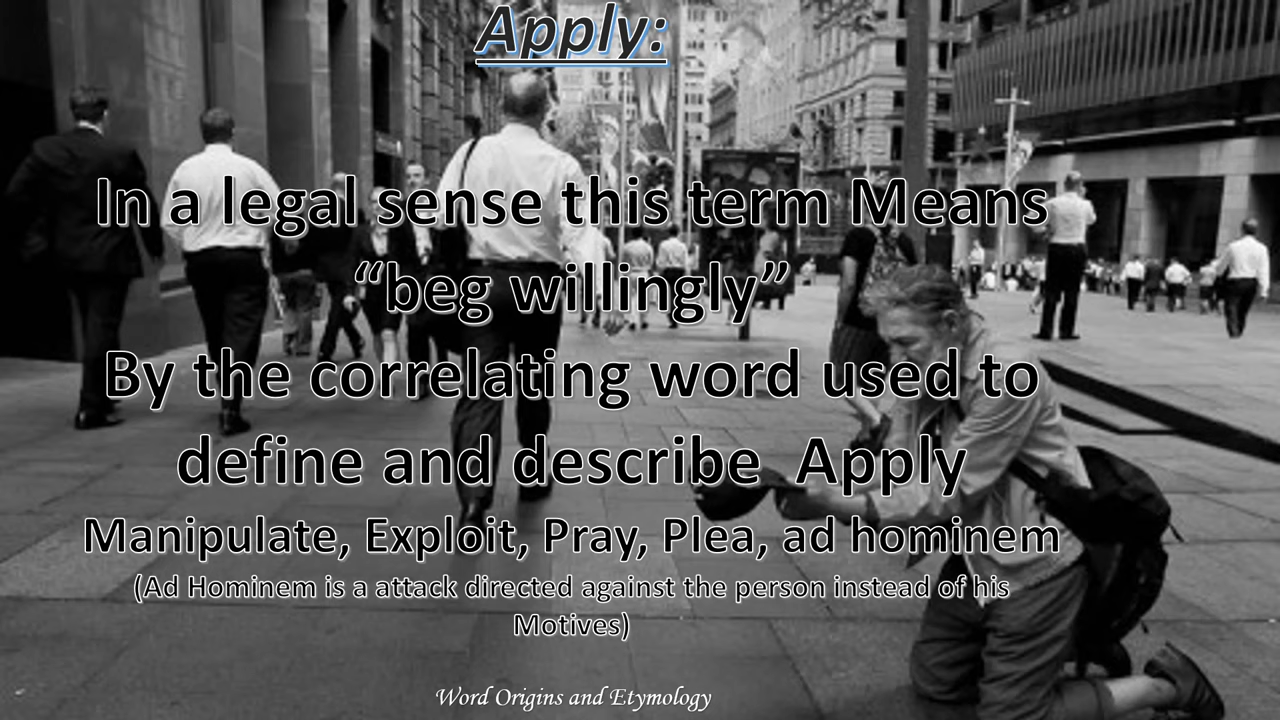 Apply:
In a legal sense this term Means
“beg willingly”
By the correlating word used to
define and describe  Apply
Manipulate, Exploit, Pray, Plea, ad hominem
(Ad Hominem is a attack directed against the person instead of his
Motives)
Word Origins and Etymology